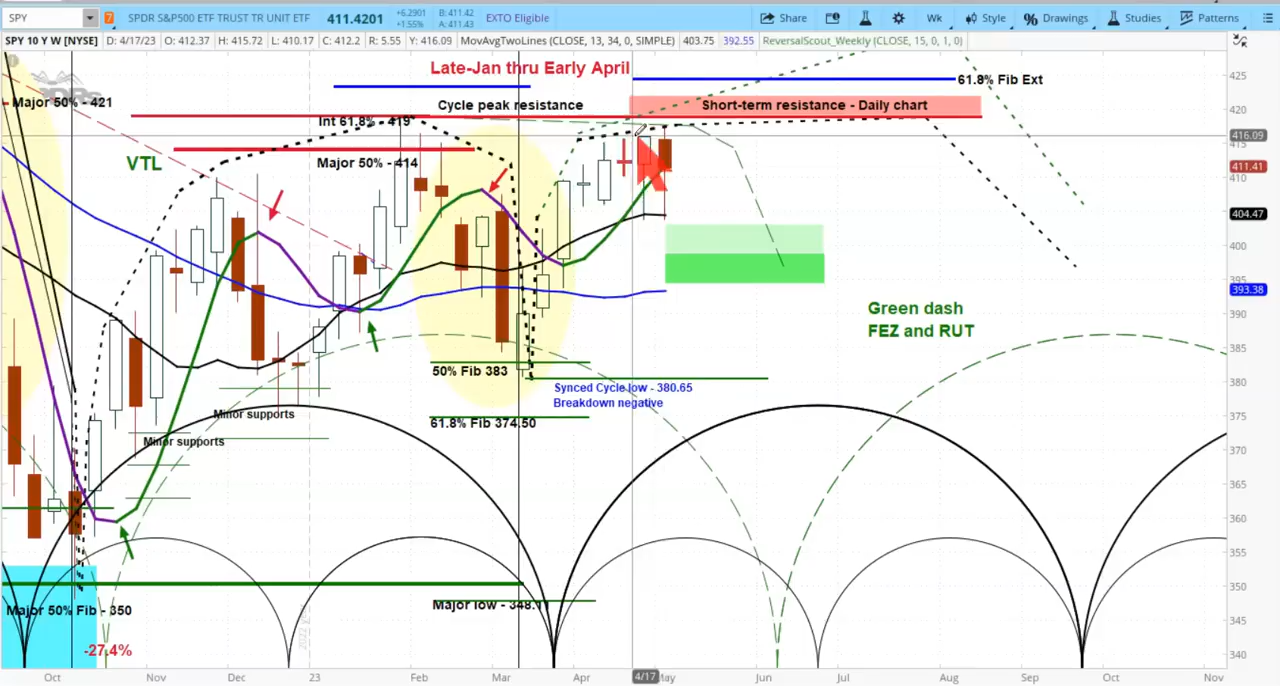 SPY 7 SPDR S&P500 ETF TRUST TR UNIT ETF 411.4201 +6.2901 +1.55% B: 411.42 A: 411.43 EXTO Eligible Share Wk Style Drawings Studies Patterns
SPY 10 Y W [NYSE] D: 4/17/23 O: 412.37 H: 415.72 L: 410.17 C: 412.2 R: 5.55 Y: 416.09 MovAvgTwoLines (CLOSE, 13, 34, 0, SIMPLE) 403.75 392.55 ReversalScout_Weekly (CLOSE, 15, 0, 1, 0)
Late-Jan thru Early April
61.8% Fib Ext
Major 50% - 421
Cycle peak resistance
Short-term resistance - Daily chart
Int 61.8% - 419
VTL
Major 50% - 414
Green dash
FEZ and RUT
50% Fib 383
Synced Cycle low - 380.65
Breakdown negative
Minor supports
61.8% Fib 374.50
Minor supports
Major 50% Fib - 350
Major low - 348.11
-27.4%
425
420
416.09
415
411.41
410
404.47
400
395
393.38
390
385
380
375
370
365
360
355
350
345
340
Oct Nov Dec 23 Feb Mar Apr 4/17 May Jun Jul Aug Sep Oct Nov